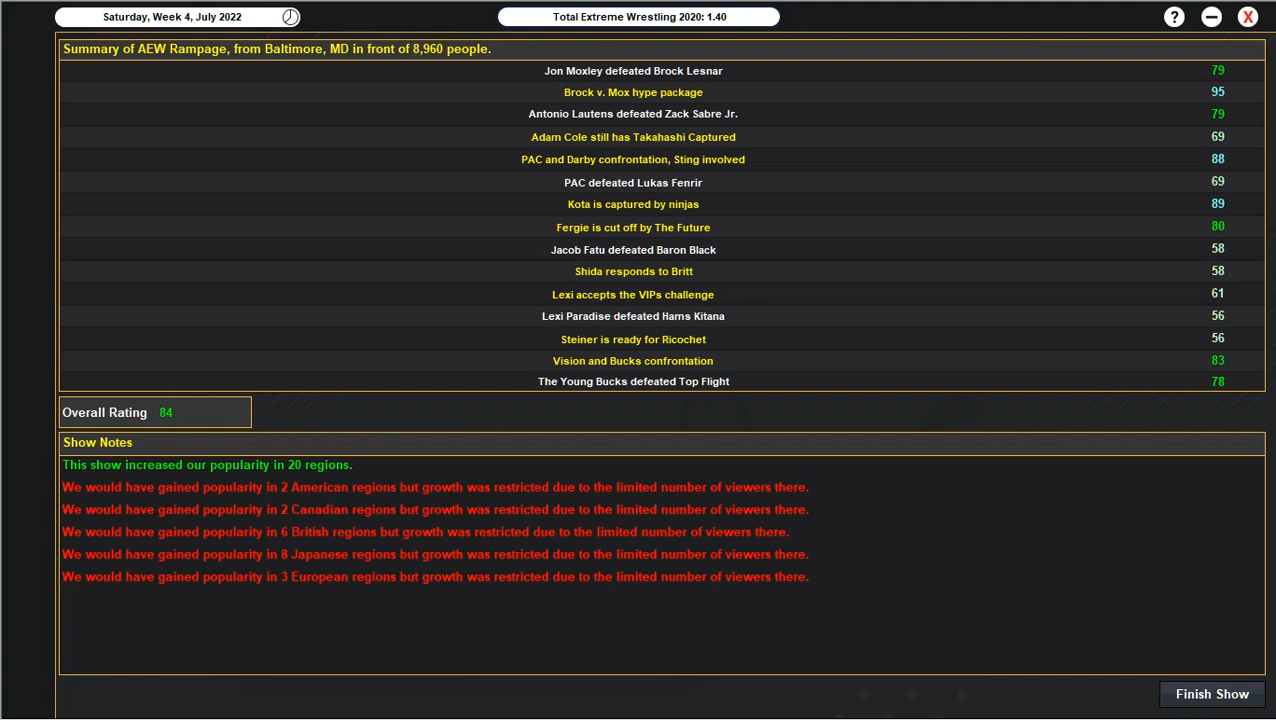 Saturday, Week 4, July 2022
Total Extreme Wrestling 2020: 1.40
?
X
Summary of AEW Rampage, from Baltimore, MD in front of 8,960 people.
Jon Moxley defeated Brock Lesnar 79
Brock v. Mox hype package 95
Antonio Lautens defeated Zack Sabre Jr. 79
Adam Cole still has Takahashi Captured 69
PAC and Darby confrontation, Sting involved 88
PAC defeated Lukas Fenrir 69
Kota is captured by ninjas 89
Fergie is cut off by The Future 80
Jacob Fatu defeated Baron Black 58
Shida responds to Britt 58
Lexi accepts the VIPs challenge 61
Lexi Paradise defeated Hams Kitana 56
Steiner is ready for Ricochet 56
Vision and Bucks confrontation 83
The Young Bucks defeated Top Flight 78
Overall Rating 84
Show Notes
This show increased our popularity in 20 regions.
We would have gained popularity in 2 American regions but growth was restricted due to the limited number of viewers there.
We would have gained popularity in 2 Canadian regions but growth was restricted due to the limited number of viewers there.
We would have gained popularity in 6 British regions but growth was restricted due to the limited number of viewers there.
We would have gained popularity in 8 Japanese regions but growth was restricted due to the limited number of viewers there.
We would have gained popularity in 3 European regions but growth was restricted due to the limited number of viewers there.
Finish Show